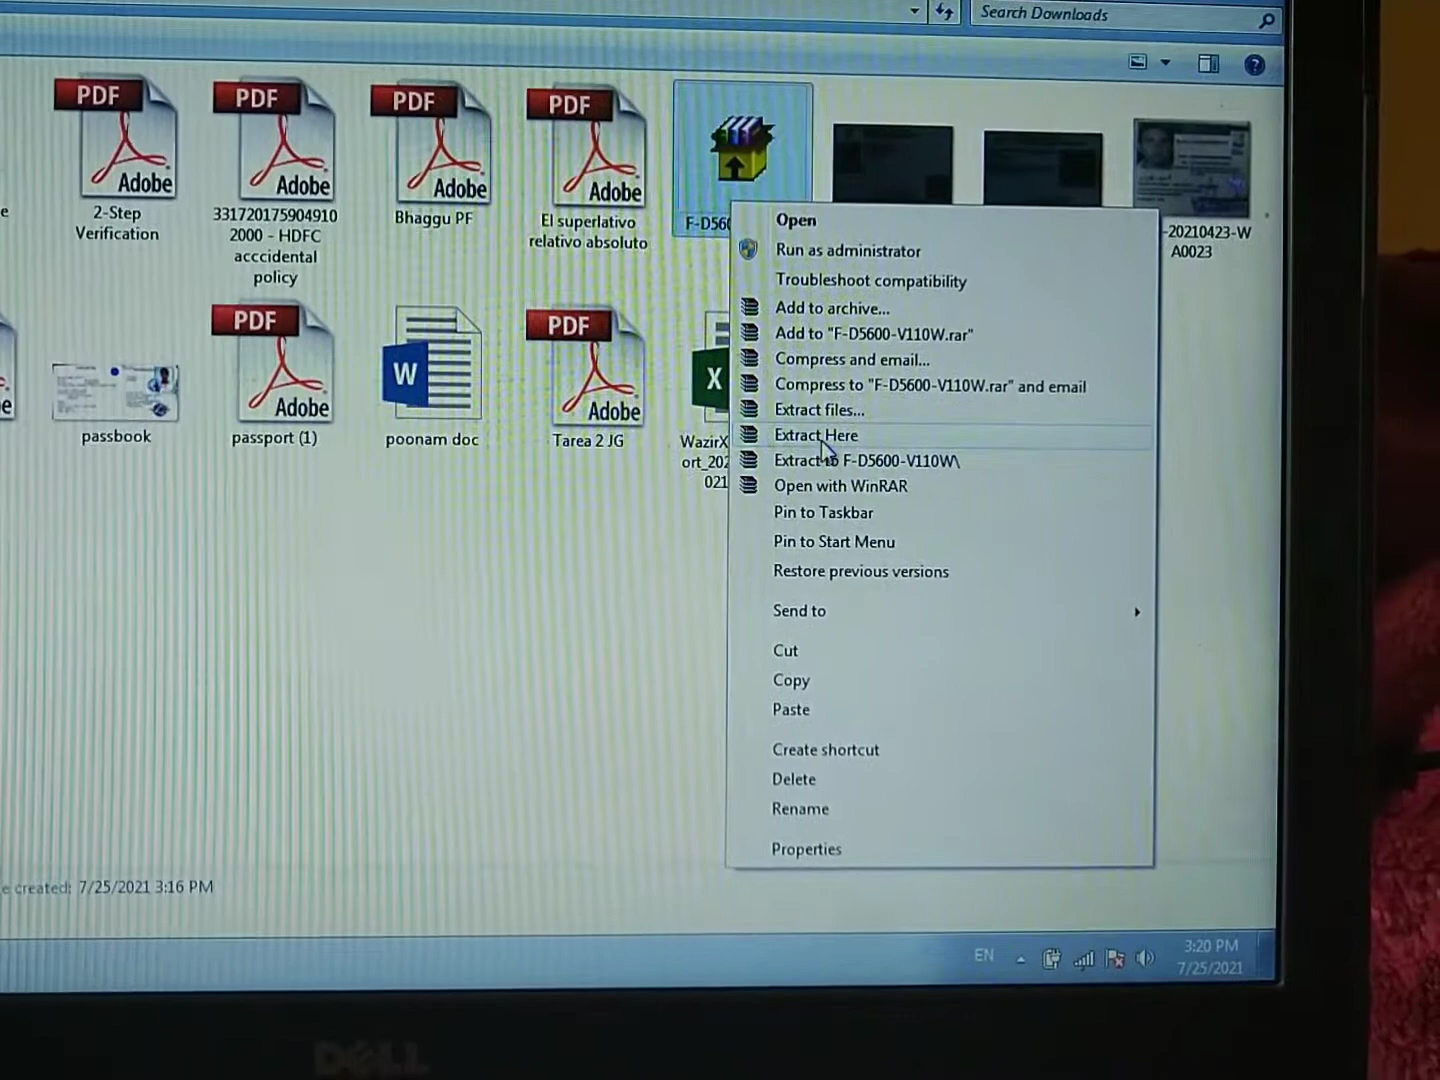 Search Downloads
PDF
Adobe
2-Step
Verification
PDF
Adobe
331720175904910
2000 - HDFC
acccidental
policy
PDF
Adobe
Bhaggu PF
PDF
Adobe
El superlativo
relativo absoluto
F-D560
-20210423-W
A0023
passbook
PDF
Adobe
passport (1)
W
poonam doc
PDF
Adobe
Tarea 2 JG
X
WazirX
ort_202
021
Open
Run as administrator
Troubleshoot compatibility
Add to archive...
Add to "F-D5600-V110W.rar"
Compress and email...
Compress to "F-D5600-V110W.rar" and email
Extract files...
Extract Here
Extract to F-D5600-V110W\
Open with WinRAR
Pin to Taskbar
Pin to Start Menu
Restore previous versions
Send to
Cut
Copy
Paste
Create shortcut
Delete
Rename
Properties
e created: 7/25/2021 3:16 PM
EN
3:20 PM
7/25/2021
DELL